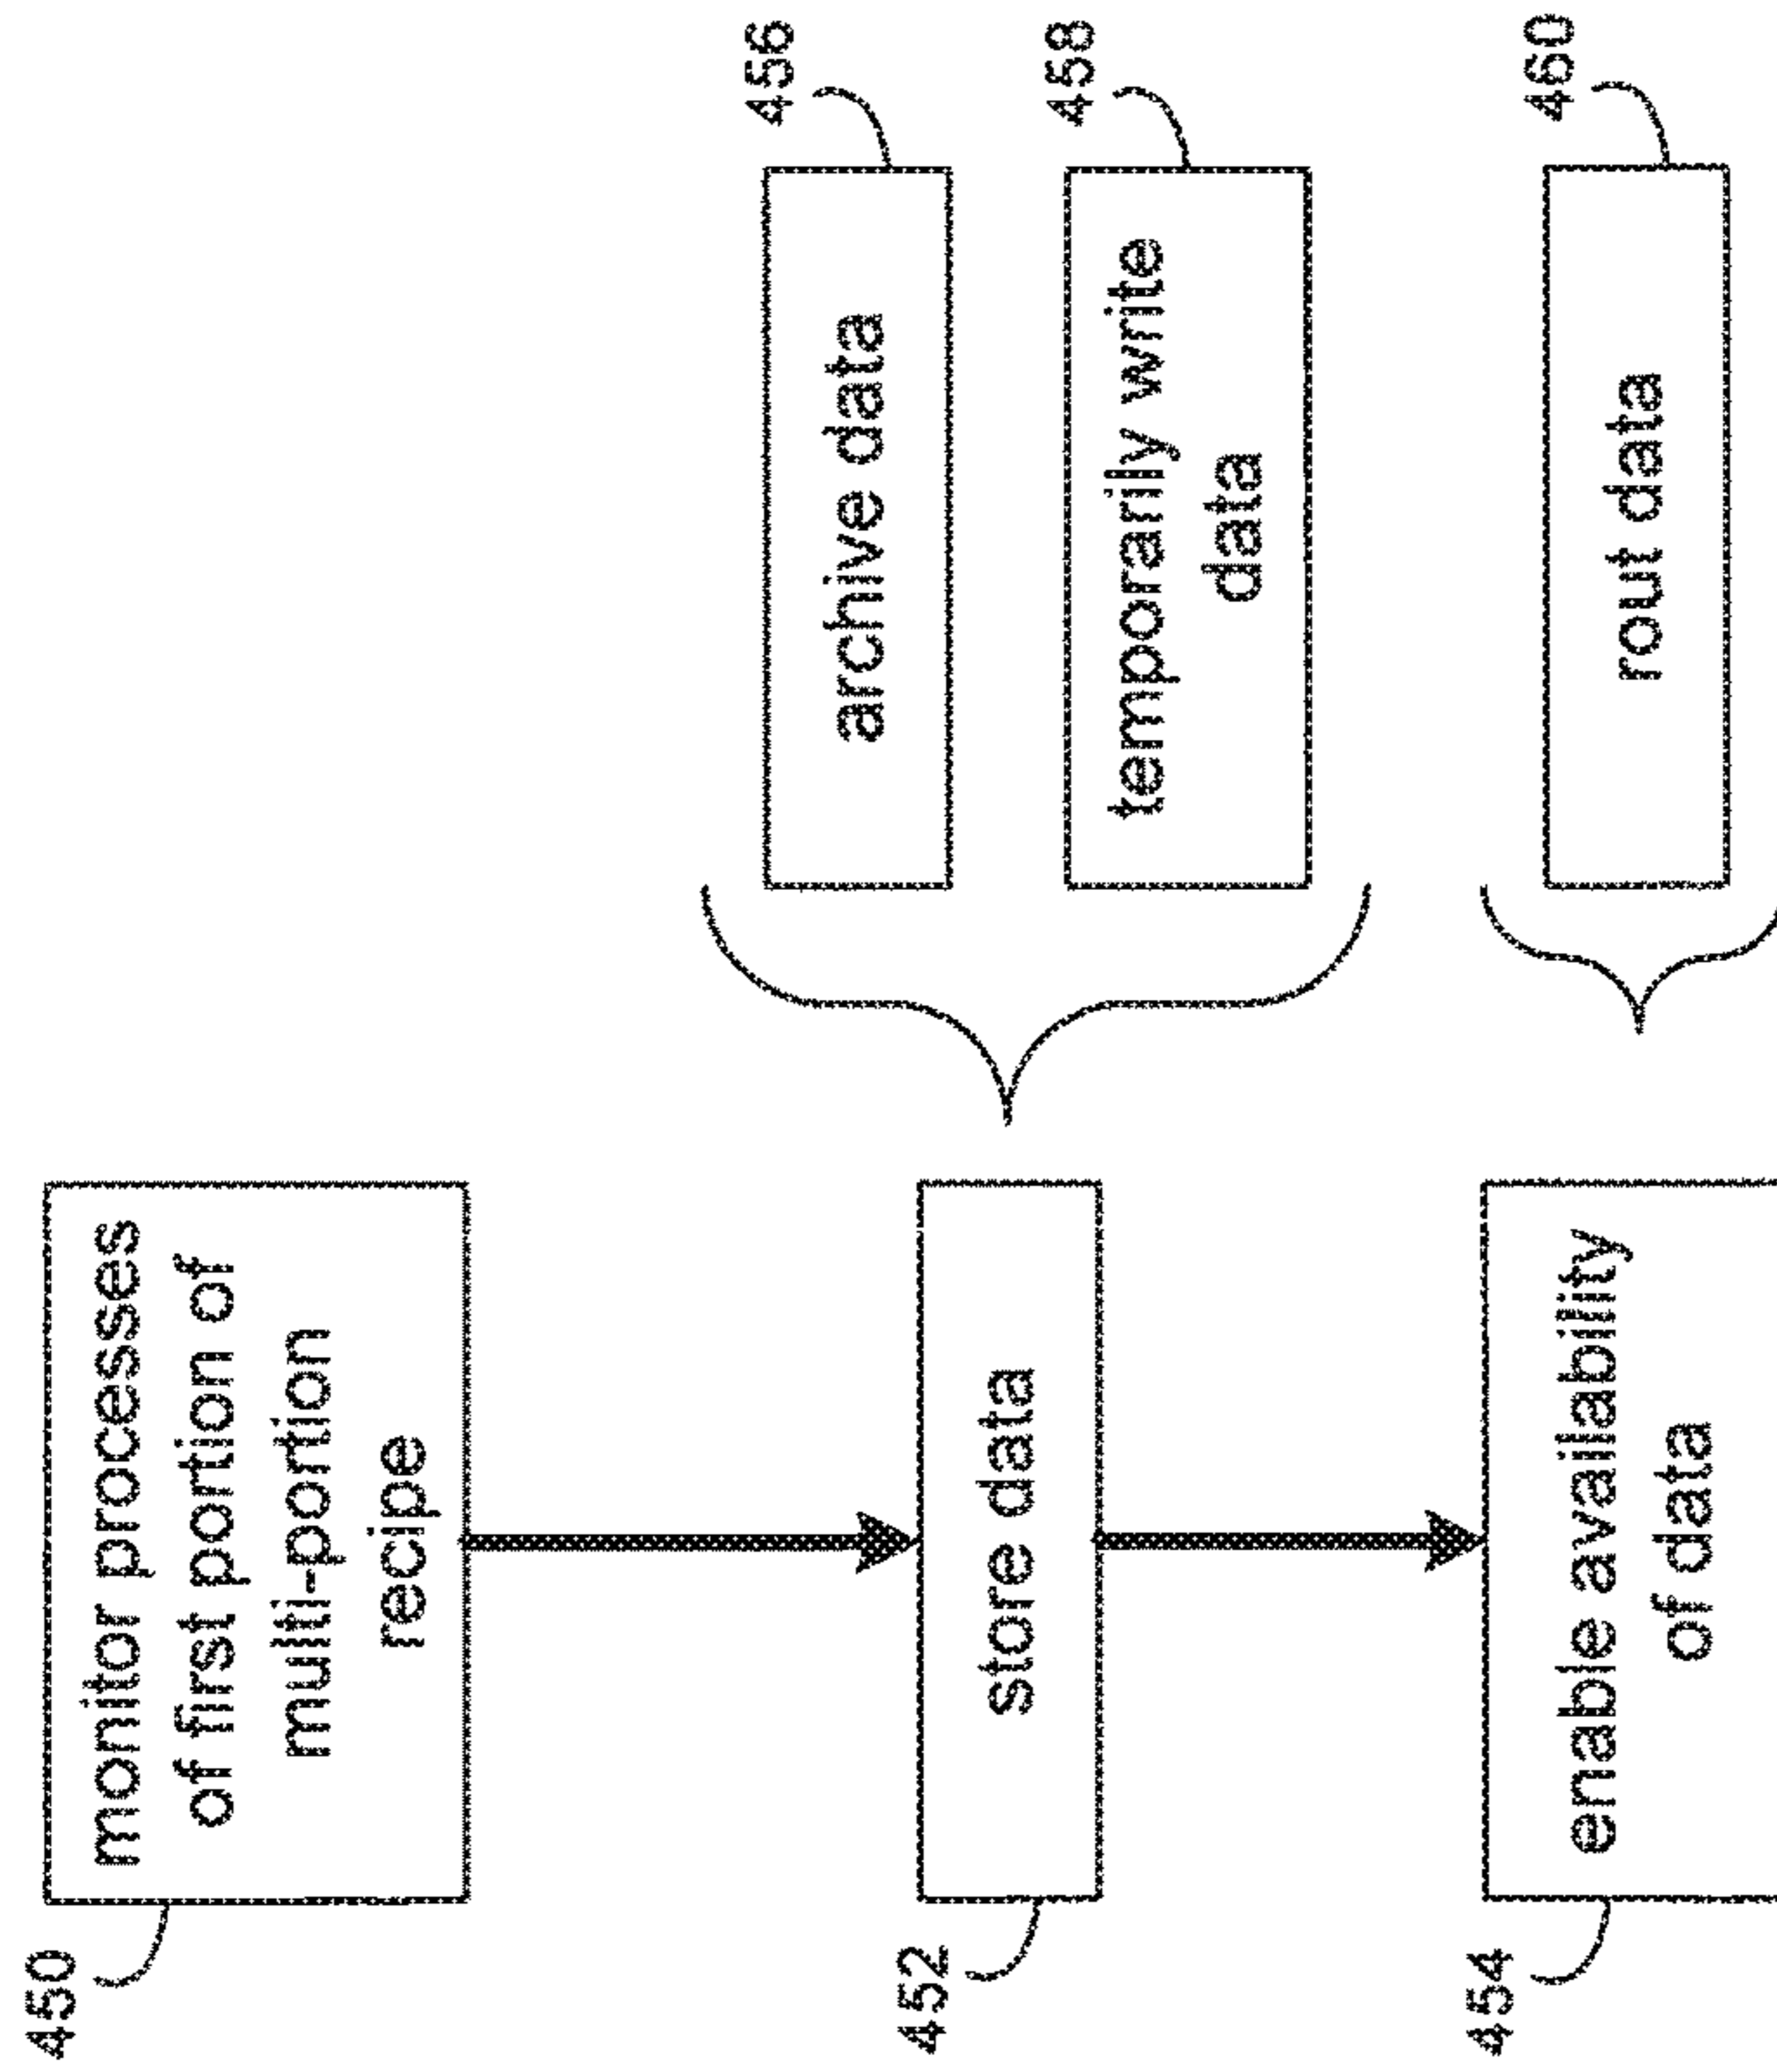 450
monitor processes
of first portion of
multi-portion
recipe
452
store data
456
archive data
458
temporarily write
data
454
enable availability
of data
460
rout data